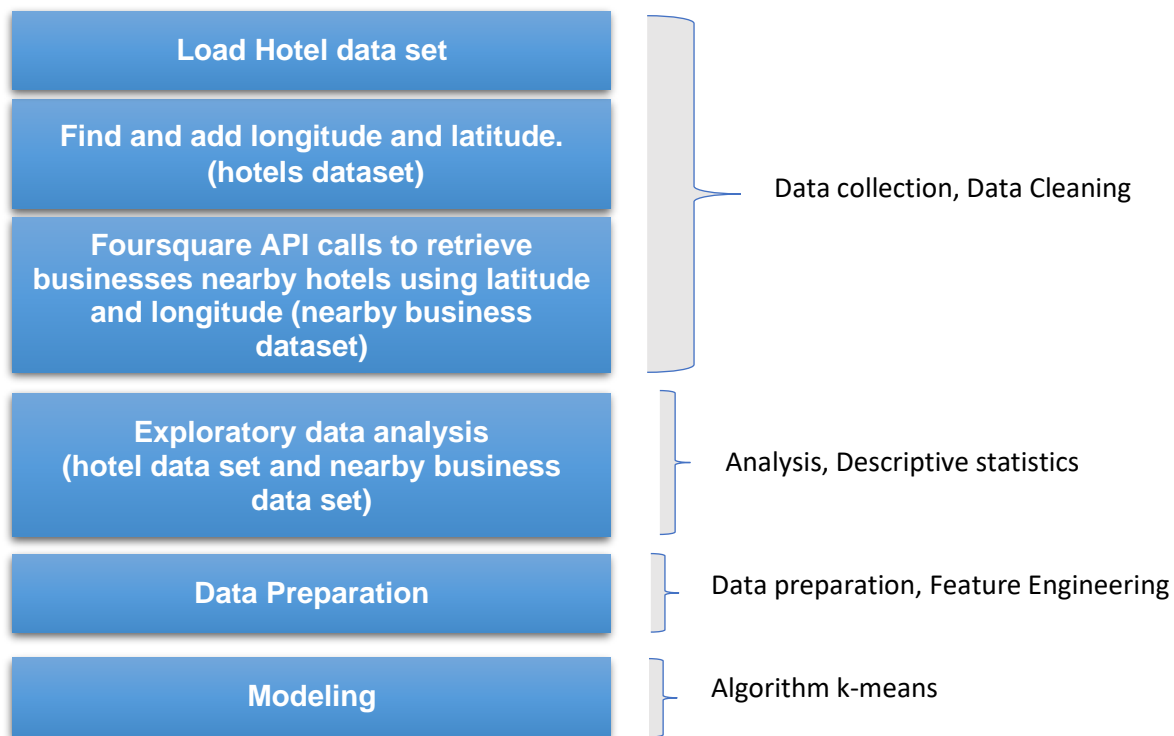 Load Hotel data set
Find and add longitude and latitude.
(hotels dataset)
Foursquare API calls to retrieve
businesses nearby hotels using latitude
and longitude (nearby business
dataset)
Data collection, Data Cleaning
Exploratory data analysis
(hotel data set and nearby business
data set)
Analysis, Descriptive statistics
Data Preparation
Data preparation, Feature Engineering
Modeling
Algorithm k-means